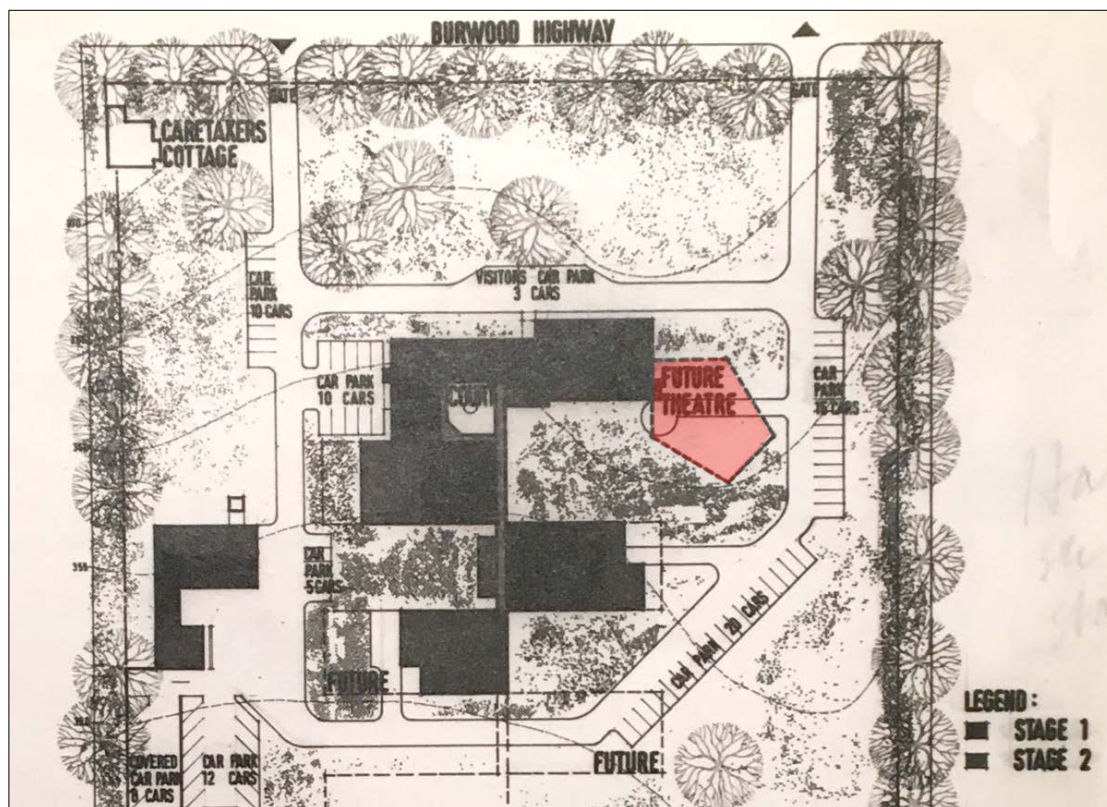 BURWOOD HIGHWAY
GATE
GATE
CARETAKERS
COTTAGE
VISITORS CAR PARK
3 CARS
CAR
PARK
10 CARS
CAR PARK
10 CARS
COURT
FUTURE
THEATRE
CAR
PARK
CARS
CAR
PARK
5 CARS
355
CAR PARK 20 CARS
FUTURE
FUTURE
COVERED
CAR PARK
8 CARS
CAR PARK
12 CARS
LEGEND :
STAGE 1
STAGE 2